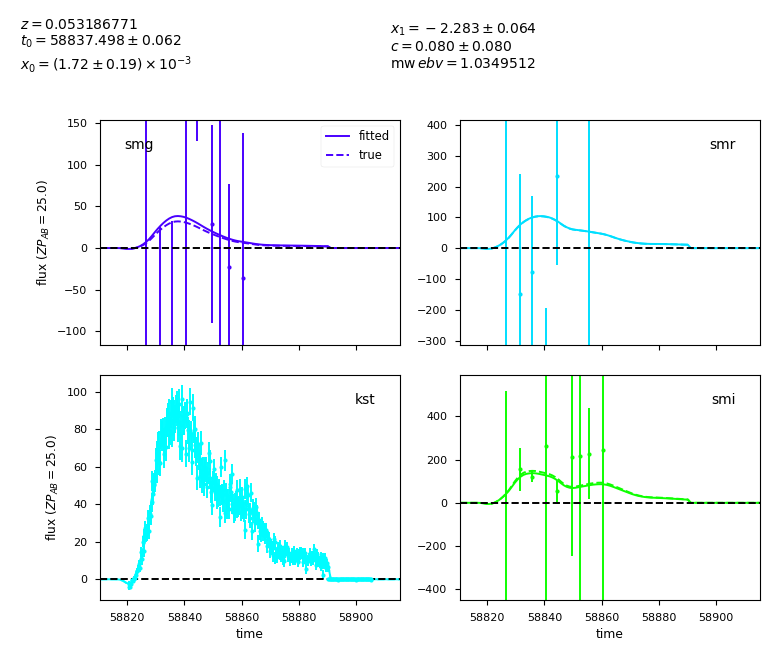 z = 0.053186771
t₀ = 58837.498 ± 0.062
x₀ = (1.72 ± 0.19) × 10⁻³
x₁ = −2.283 ± 0.064
c = 0.080 ± 0.080
mw ebv = 1.0349512
smg
fitted
true
150
100
50
0
−50
−100
flux (ZP_AB = 25.0)
smr
400
300
200
100
0
−100
−200
−300
kst
100
80
60
40
20
0
flux (ZP_AB = 25.0)
58820 58840 58860 58880 58900
time
smi
400
200
0
−200
−400
58820 58840 58860 58880 58900
time